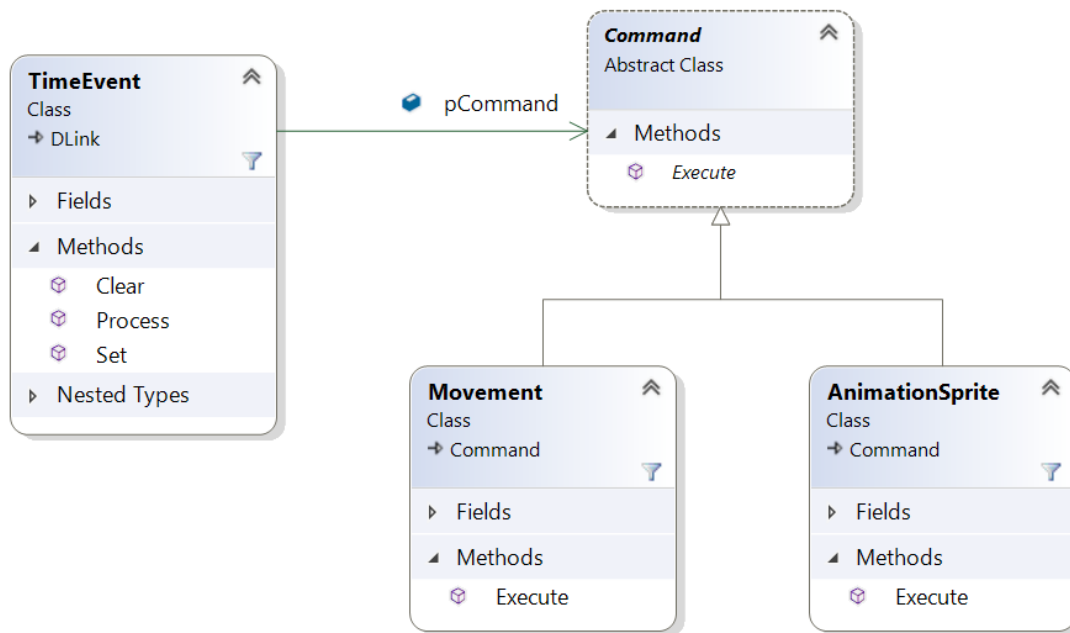 TimeEvent
Class
DLink
Fields
Methods
Clear
Process
Set
Nested Types
pCommand
Command
Abstract Class
Methods
Execute
Movement
Class
Command
Fields
Methods
Execute
AnimationSprite
Class
Command
Fields
Methods
Execute